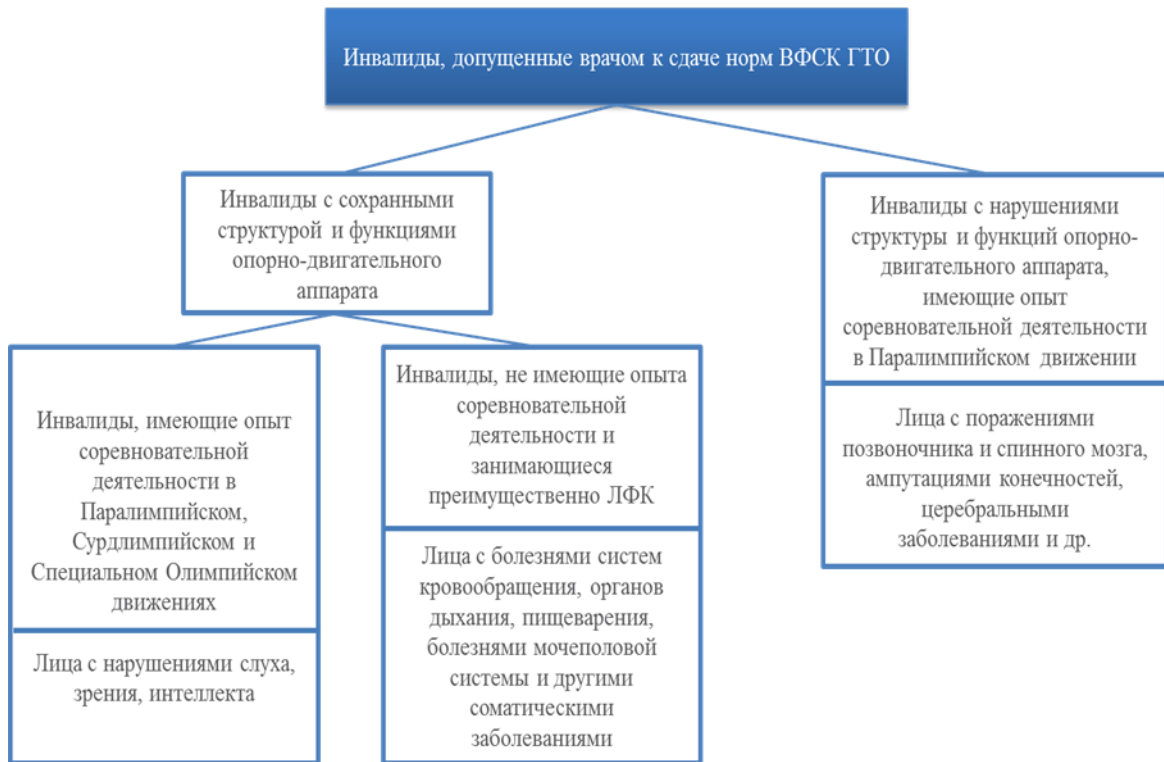 Инвалиды, допущенные врачом к сдаче норм ВФСК ГТО
Инвалиды с сохранными
структурой и функциями
опорно-двигательного
аппарата
Инвалиды с нарушениями
структуры и функций опорно-
двигательного аппарата,
имеющие опыт
соревновательной деятельности
в Паралимпийском движении
Инвалиды, имеющие опыт
соревновательной
деятельности в
Паралимпийском,
Сурдлимпийском и
Специальном Олимпийском
движениях
Лица с нарушениями слуха,
зрения, интеллекта
Инвалиды, не имеющие опыта
соревновательной
деятельности и
занимающиеся
преимущественно ЛФК
Лица с болезнями систем
кровообращения, органов
дыхания, пищеварения,
болезнями мочеполовой
системы и другими
соматическими
заболеваниями
Лица с поражениями
позвоночника и спинного мозга,
ампутациями конечностей,
церебральными
заболеваниями и др.